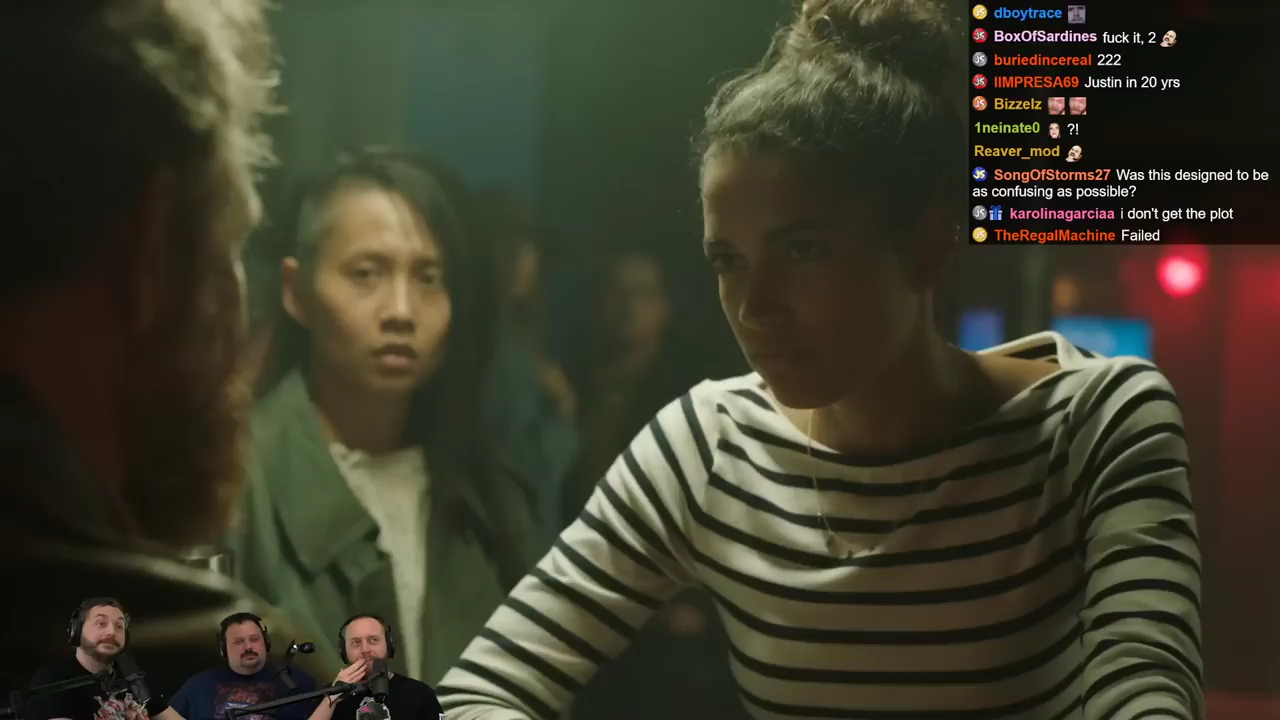 dboytrace
BoxOfSardines fuck it, 2
buriedincereal 222
IIMPRESA69 Justin in 20 yrs
Bizzelz
1neinate0 ?!
Reaver_mod
SongOfStorms27 Was this designed to be
as confusing as possible?
karolinagarciaa i don't get the plot
TheRegalMachine Failed